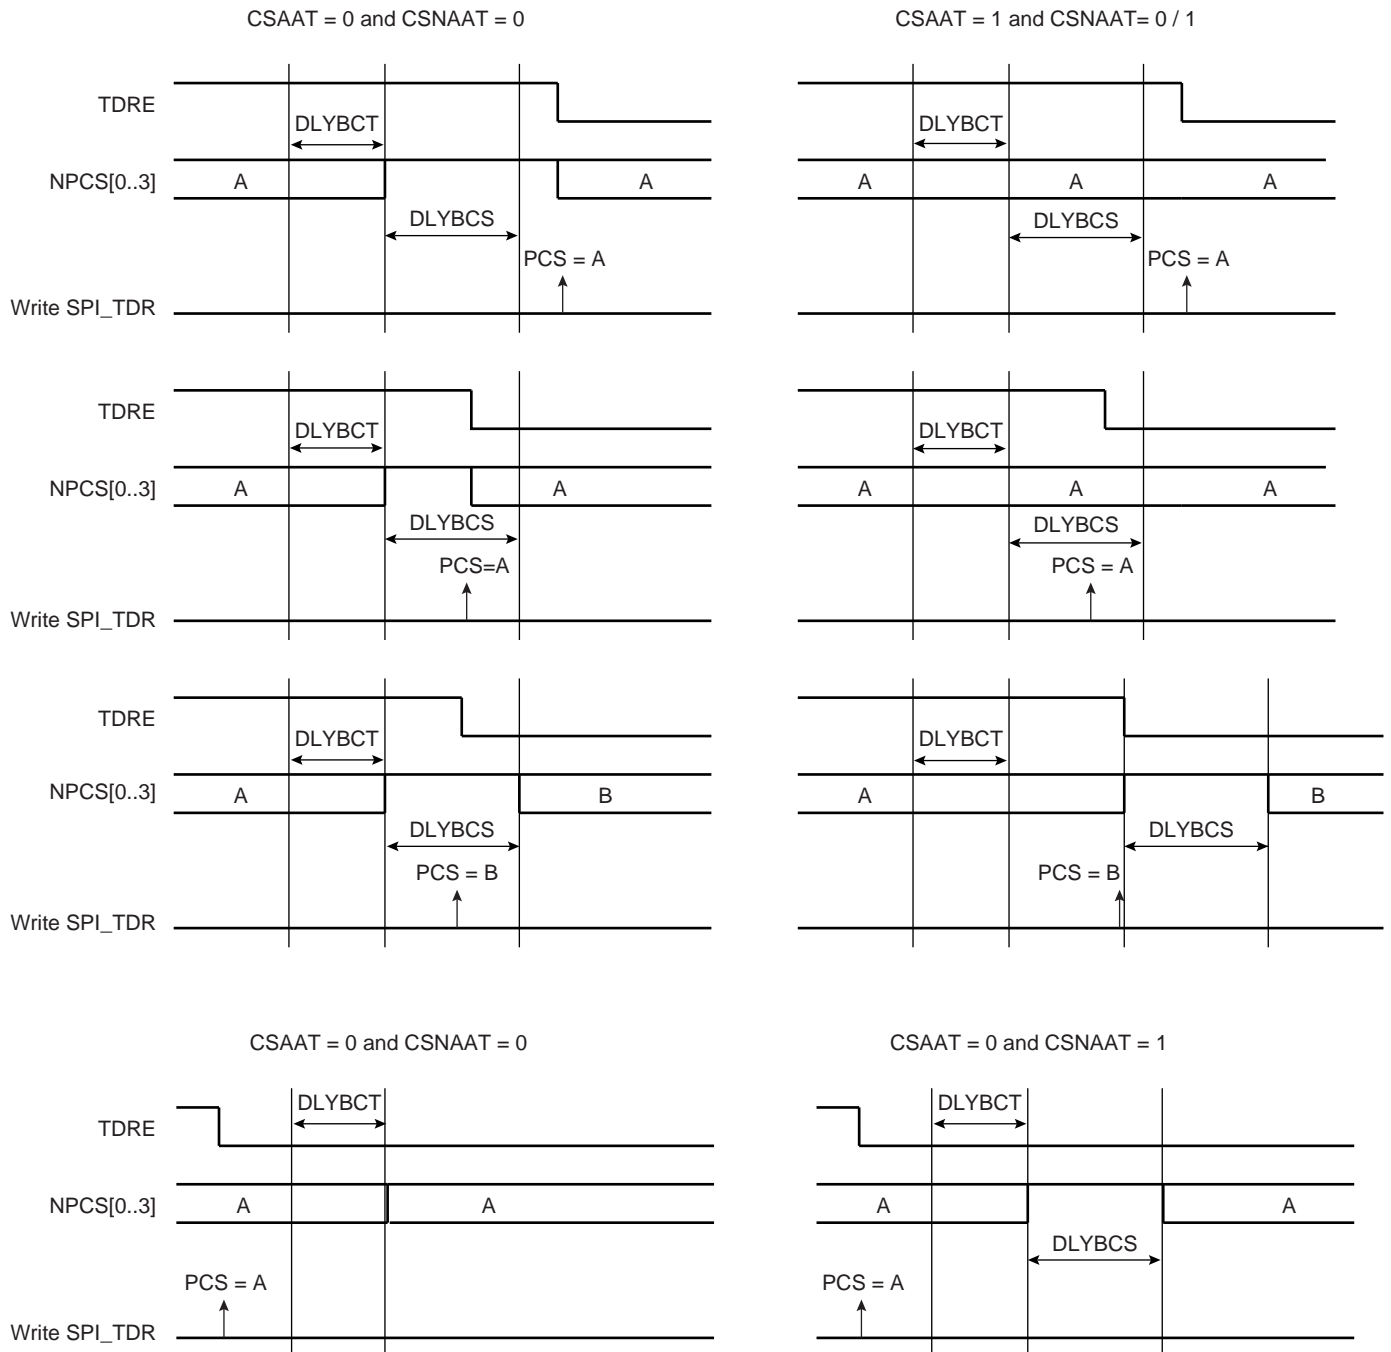 CSAAT = 0 and CSNAAT = 0
CSAAT = 1 and CSNAAT= 0 / 1
TDRE
DLYBCT
DLYBCT
NPCS[0..3]
A
A
A
A
A
DLYBCS
DLYBCS
PCS = A
PCS = A
Write SPI_TDR
TDRE
DLYBCT
DLYBCT
NPCS[0..3]
A
A
A
A
A
DLYBCS
DLYBCS
PCS=A
PCS = A
Write SPI_TDR
TDRE
DLYBCT
DLYBCT
NPCS[0..3]
A
B
A
B
DLYBCS
DLYBCS
PCS = B
PCS = B
Write SPI_TDR
CSAAT = 0 and CSNAAT = 0
CSAAT = 0 and CSNAAT = 1
DLYBCT
DLYBCT
TDRE
NPCS[0..3]
A
A
A
A
DLYBCS
PCS = A
PCS = A
Write SPI_TDR